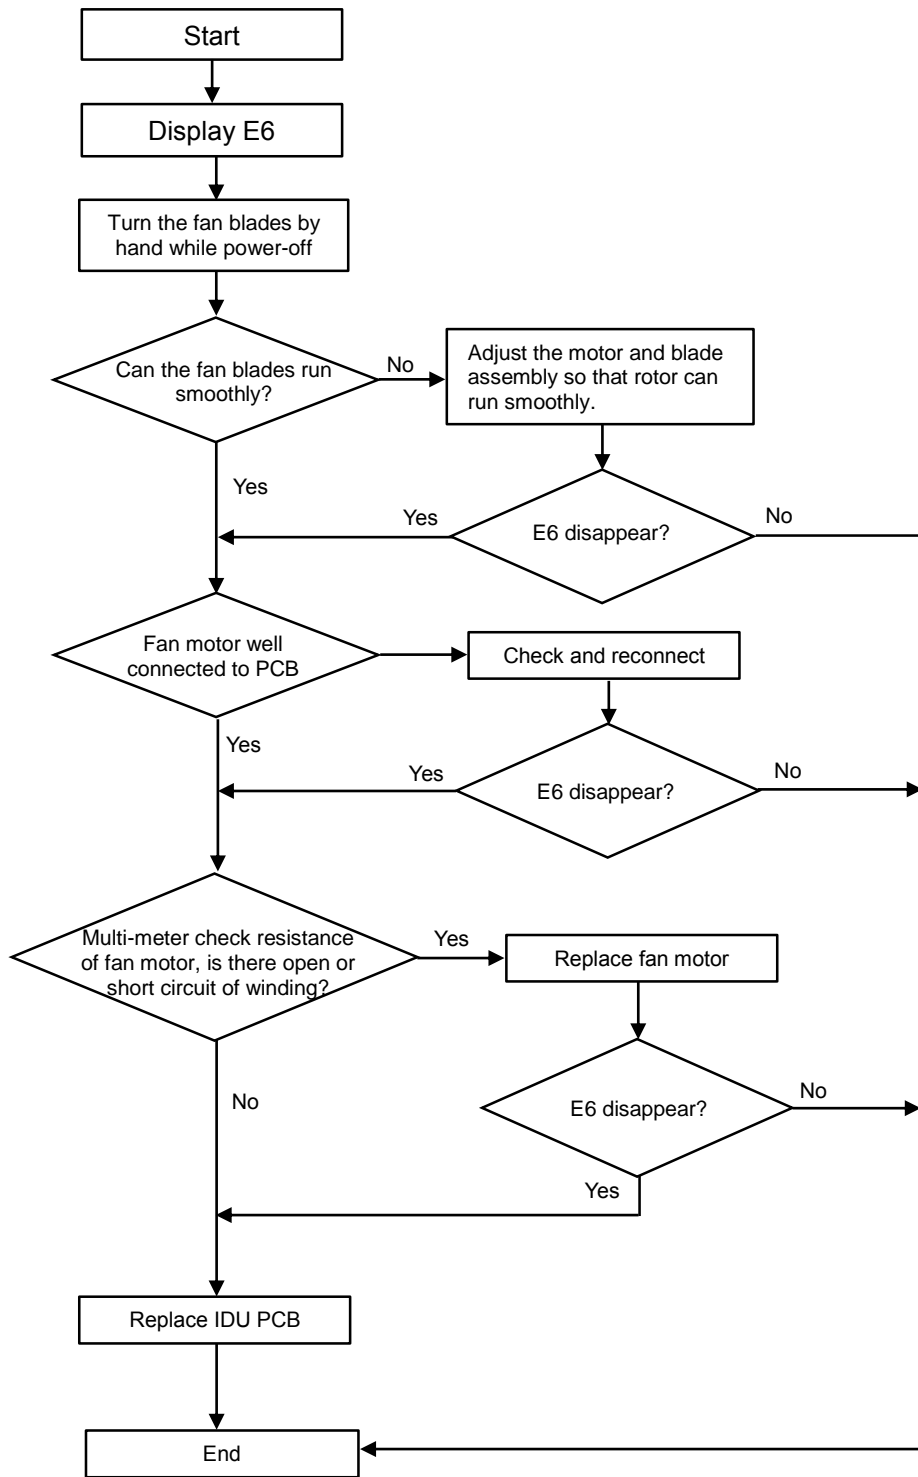 Start
Display E6
Turn the fan blades by
hand while power-off
Can the fan blades run
smoothly?
No
Adjust the motor and blade
assembly so that rotor can
run smoothly.
Yes
Yes
E6 disappear?
No
Fan motor well
connected to PCB
Check and reconnect
Yes
Yes
E6 disappear?
No
Multi-meter check resistance
of fan motor, is there open or
short circuit of winding?
Yes
Replace fan motor
No
E6 disappear?
No
Yes
Replace IDU PCB
End